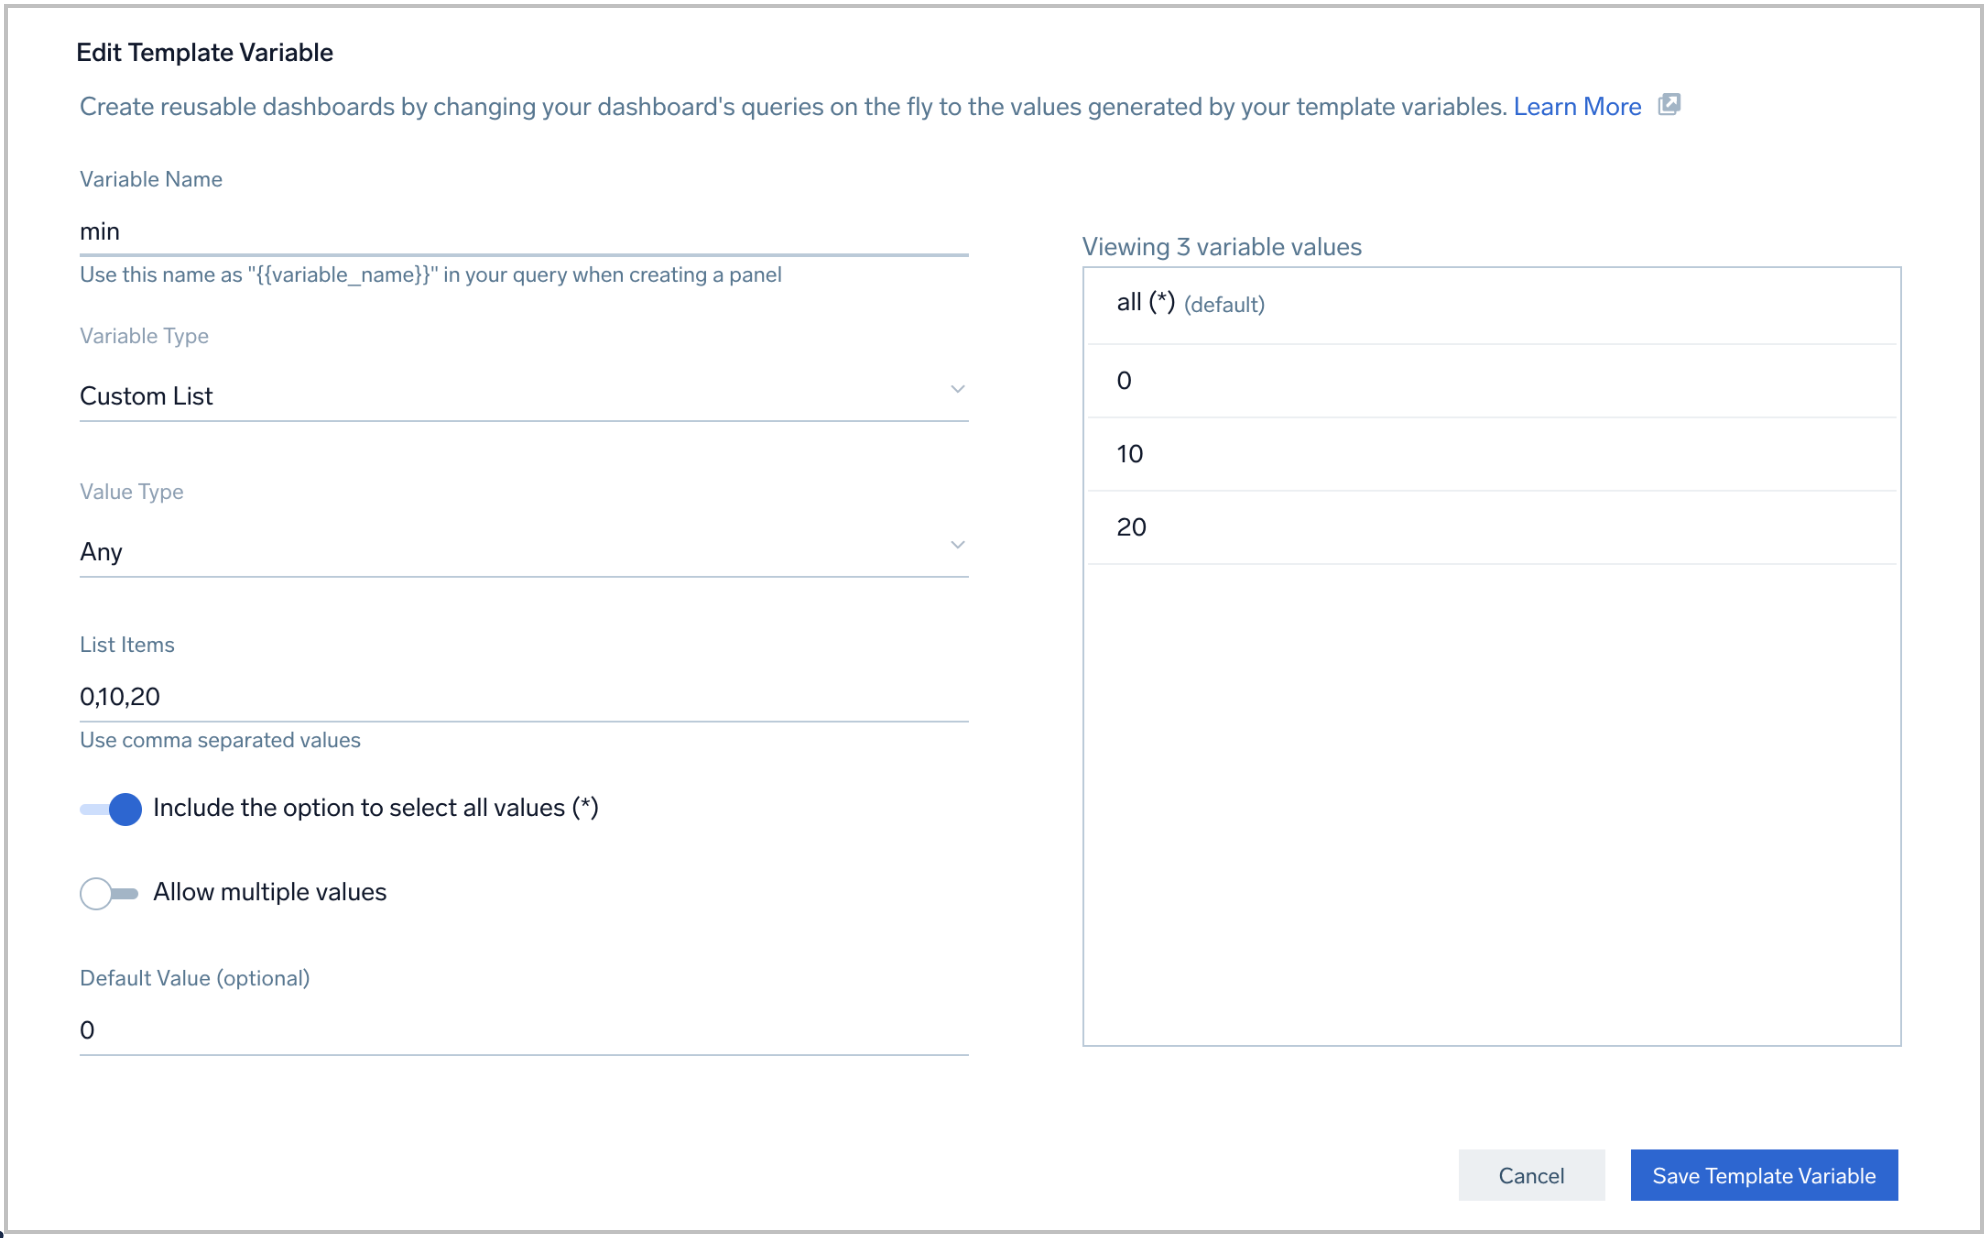 Edit Template Variable
Create reusable dashboards by changing your dashboard's queries on the fly to the values generated by your template variables. Learn More
Variable Name
min
Use this name as "{{variable_name}}" in your query when creating a panel
Variable Type
Custom List
Value Type
Any
List Items
0,10,20
Use comma separated values
Include the option to select all values (*)
Allow multiple values
Default Value (optional)
0
Viewing 3 variable values
all (*) (default)
0
10
20
Cancel
Save Template Variable